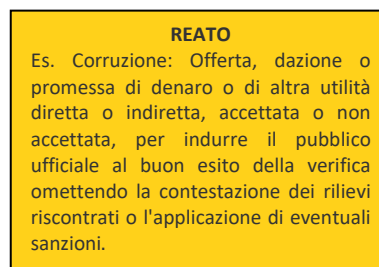 REATO
Es. Corruzione: Offerta, dazione o
promessa di denaro o di altra utilità
diretta o indiretta, accettata o non
accettata, per indurre il pubblico
ufficiale al buon esito della verifica
omettendo la contestazione dei rilievi
riscontrati o l'applicazione di eventuali
sanzioni.